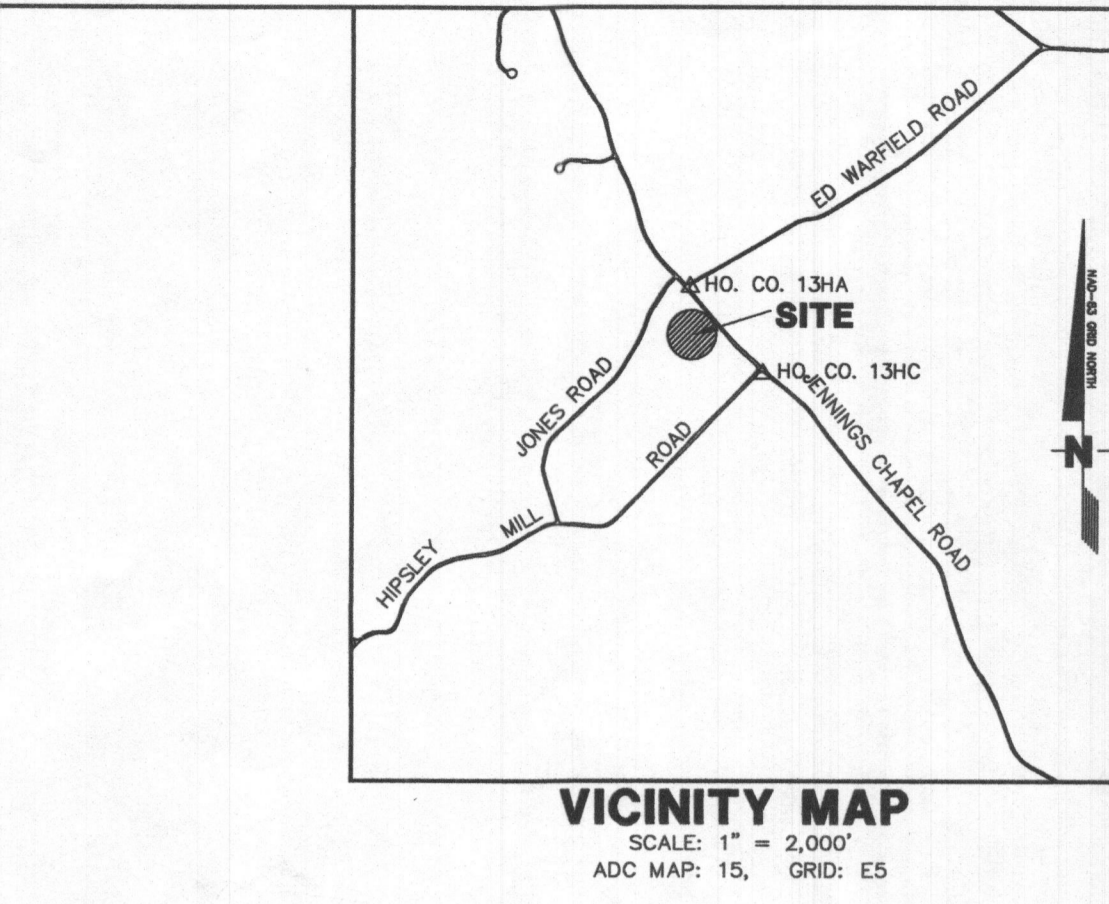 ED WARFIELD ROAD
HO. CO. 13HA
SITE
HO. CO. 13HC
JENNINGS CHAPEL ROAD
JONES ROAD
HIPSLEY MILL ROAD
NAD-83 GRID NORTH
N
VICINITY MAP
SCALE: 1" = 2,000'
ADC MAP: 15, GRID: E5